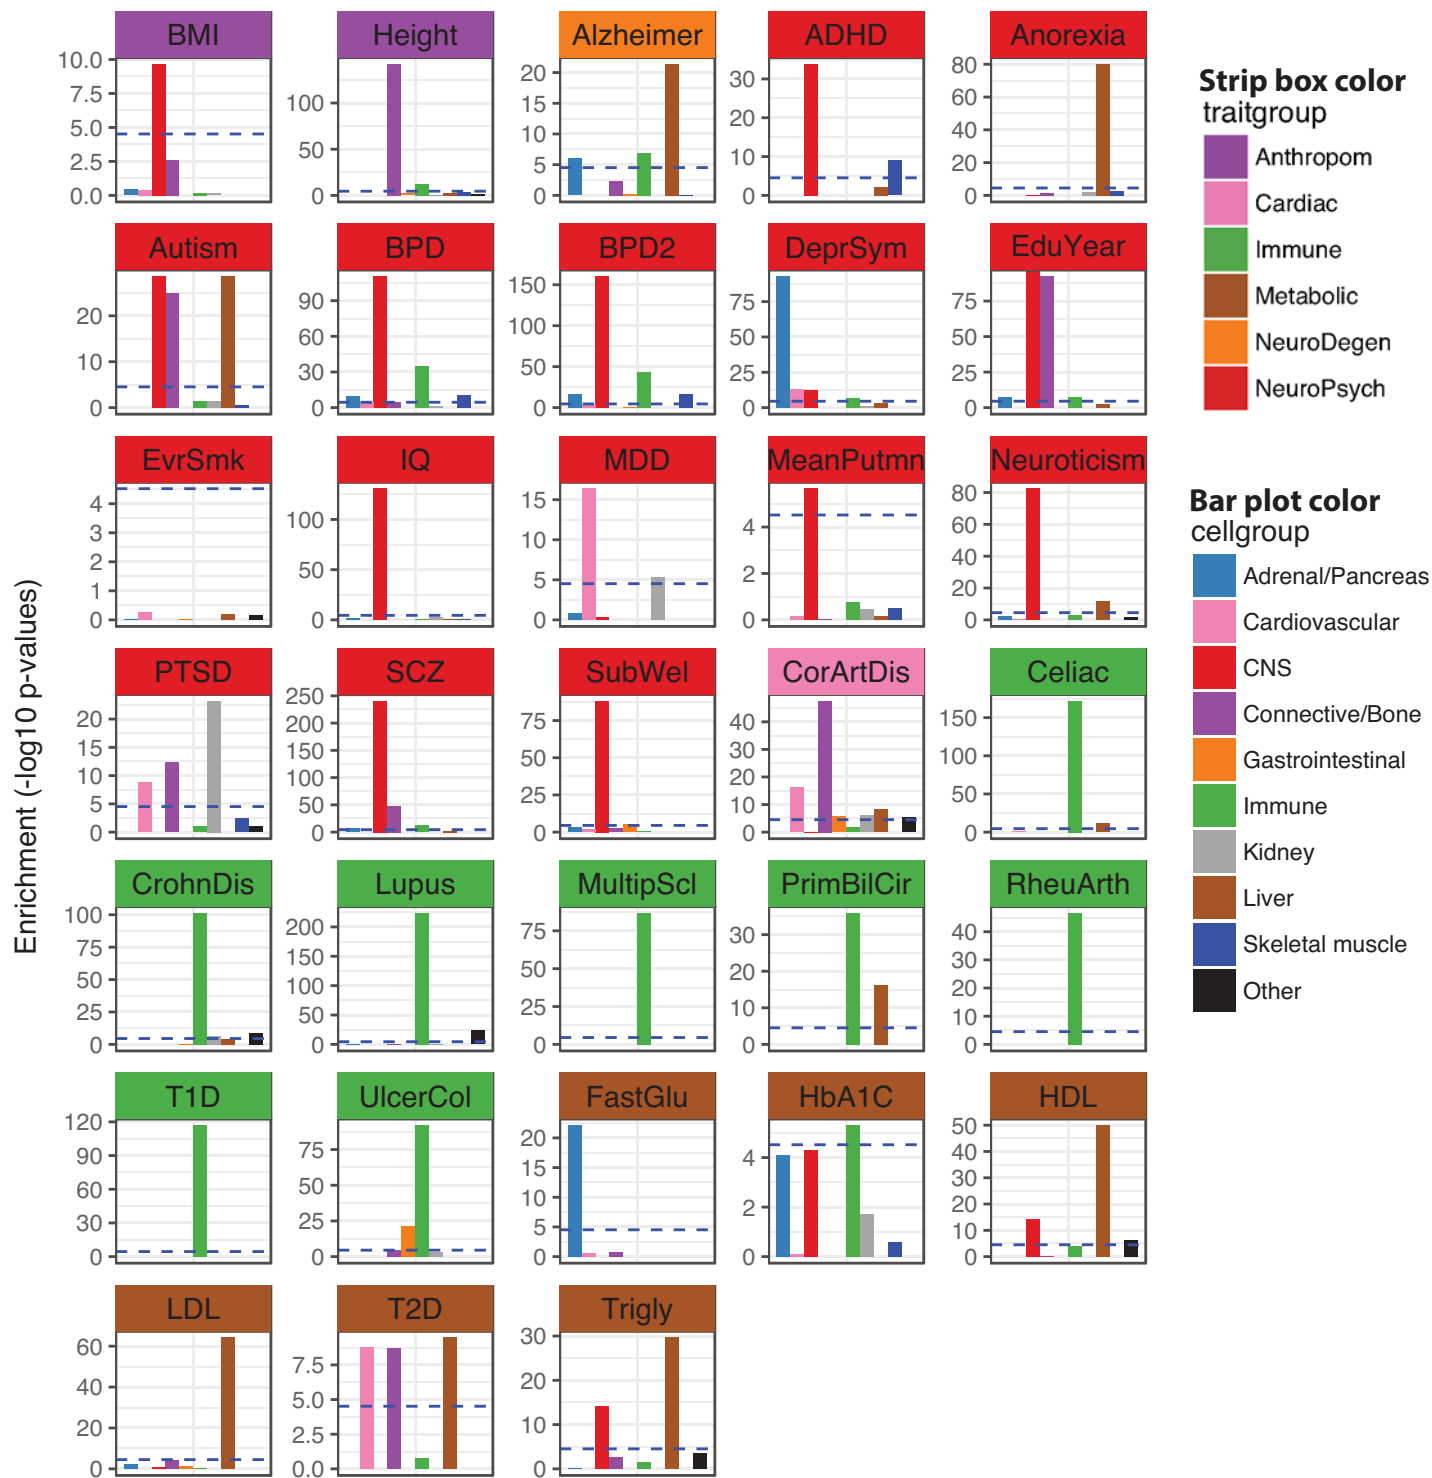 BMI
Height
Alzheimer
ADHD
Anorexia
10.0
7.5
5.0
2.5
0.0
100
50
0
20
15
10
5
0
30
20
10
0
80
60
40
20
0
Autism
BPD
BPD2
DeprSym
EduYear
20
10
0
90
60
30
0
150
100
50
0
75
50
25
0
75
50
25
0
EvrSmk
IQ
MDD
MeanPutmn
Neuroticism
4
3
2
1
0
100
50
0
15
10
5
0
4
2
0
80
60
40
20
0
PTSD
SCZ
SubWel
CorArtDis
Celiac
20
15
10
5
0
250
200
150
100
50
0
75
50
25
0
40
30
20
10
0
150
100
50
0
CrohnDis
Lupus
MultipScl
PrimBilCir
RheuArth
100
75
50
25
0
200
150
100
50
0
75
50
25
0
30
20
10
0
40
30
20
10
0
T1D
UlcerCol
FastGlu
HbA1C
HDL
120
90
60
30
0
75
50
25
0
20
15
10
5
0
4
2
0
50
40
30
20
10
0
LDL
T2D
Trigly
60
40
20
0
7.5
5.0
2.5
0.0
30
20
10
0
Enrichment (-log10 p-values)
Strip box color
traitgroup
Anthropom
Cardiac
Immune
Metabolic
NeuroDegen
NeuroPsych
Bar plot color
cellgroup
Adrenal/Pancreas
Cardiovascular
CNS
Connective/Bone
Gastrointestinal
Immune
Kidney
Liver
Skeletal muscle
Other